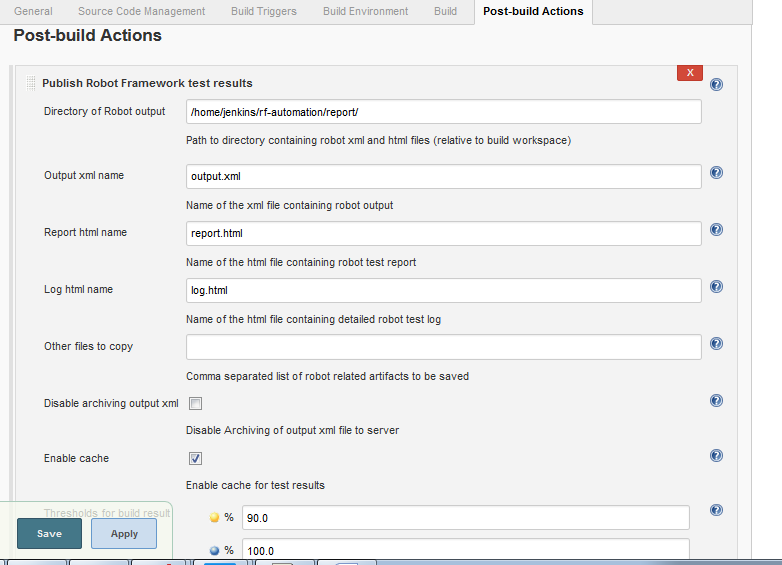 General Source Code Management Build Triggers Build Environment Build Post-build Actions
Post-build Actions
Publish Robot Framework test results
X
Directory of Robot output
/home/jenkins/rf-automation/report/
Path to directory containing robot xml and html files (relative to build workspace)
Output xml name
output.xml
Name of the xml file containing robot output
Report html name
report.html
Name of the html file containing robot test report
Log html name
log.html
Name of the html file containing detailed robot test log
Other files to copy
Comma separated list of robot related artifacts to be saved
Disable archiving output xml
Disable Archiving of output xml file to server
Enable cache
Enable cache for test results
Thresholds for build result
% 90.0
% 100.0
Save Apply